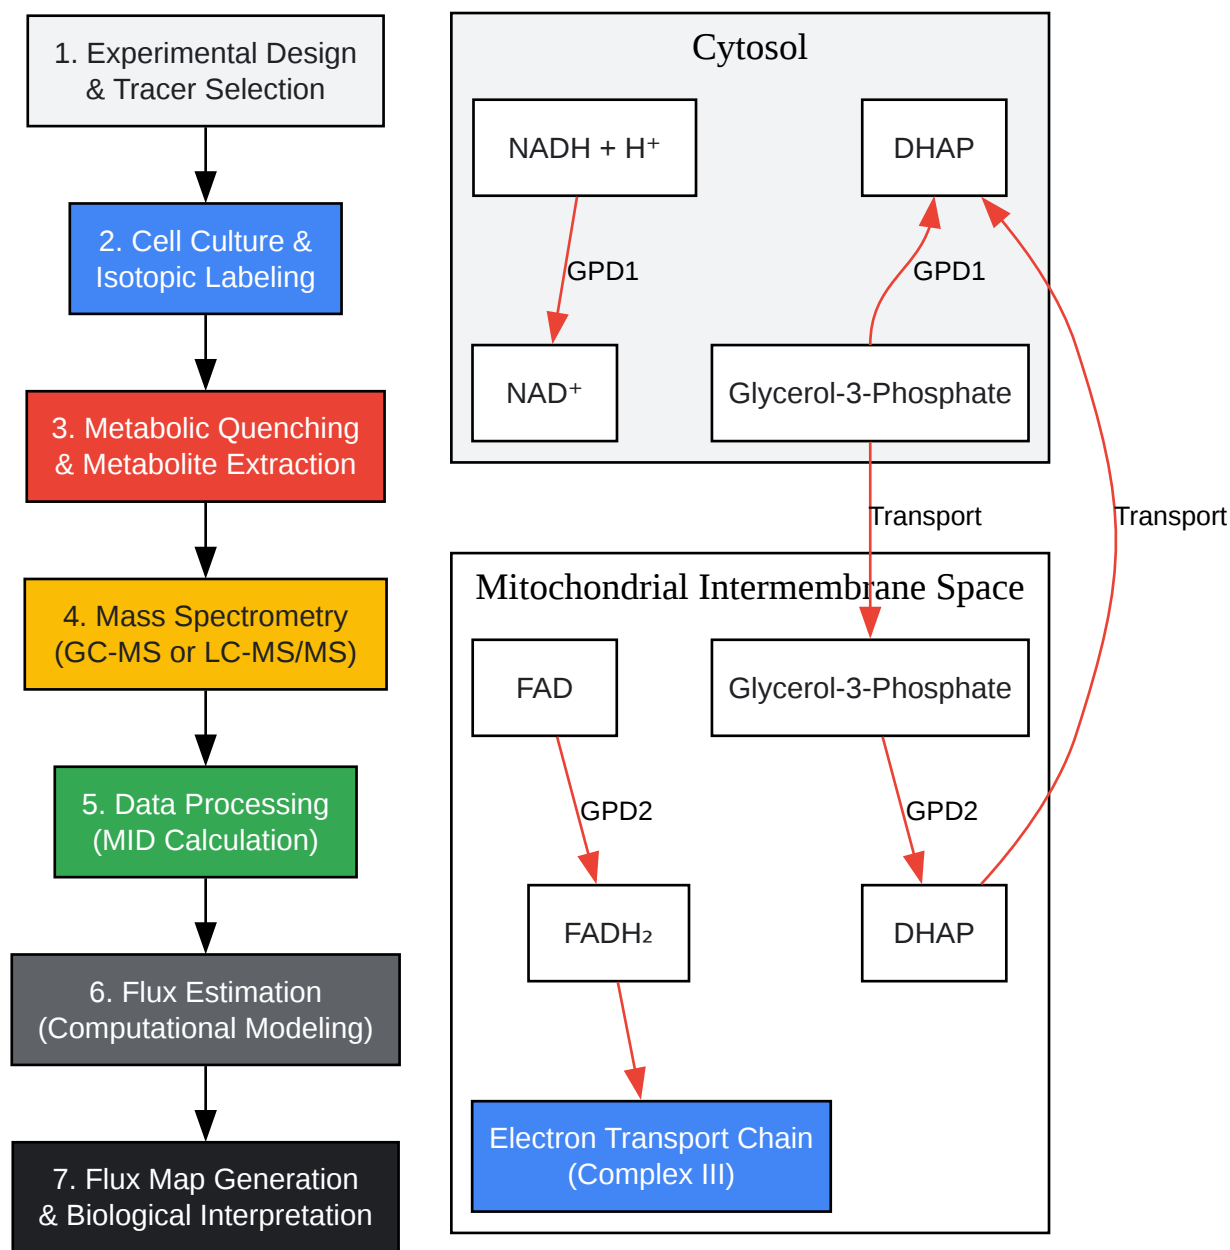 1. Experimental Design
& Tracer Selection
2. Cell Culture &
Isotopic Labeling
3. Metabolic Quenching
& Metabolite Extraction
4. Mass Spectrometry
(GC-MS or LC-MS/MS)
5. Data Processing
(MID Calculation)
6. Flux Estimation
(Computational Modeling)
7. Flux Map Generation
& Biological Interpretation
Cytosol
NADH + H⁺
DHAP
GPD1
GPD1
NAD⁺
Glycerol-3-Phosphate
Transport
Transport
Mitochondrial Intermembrane Space
FAD
Glycerol-3-Phosphate
GPD2
GPD2
FADH₂
DHAP
Electron Transport Chain
(Complex III)